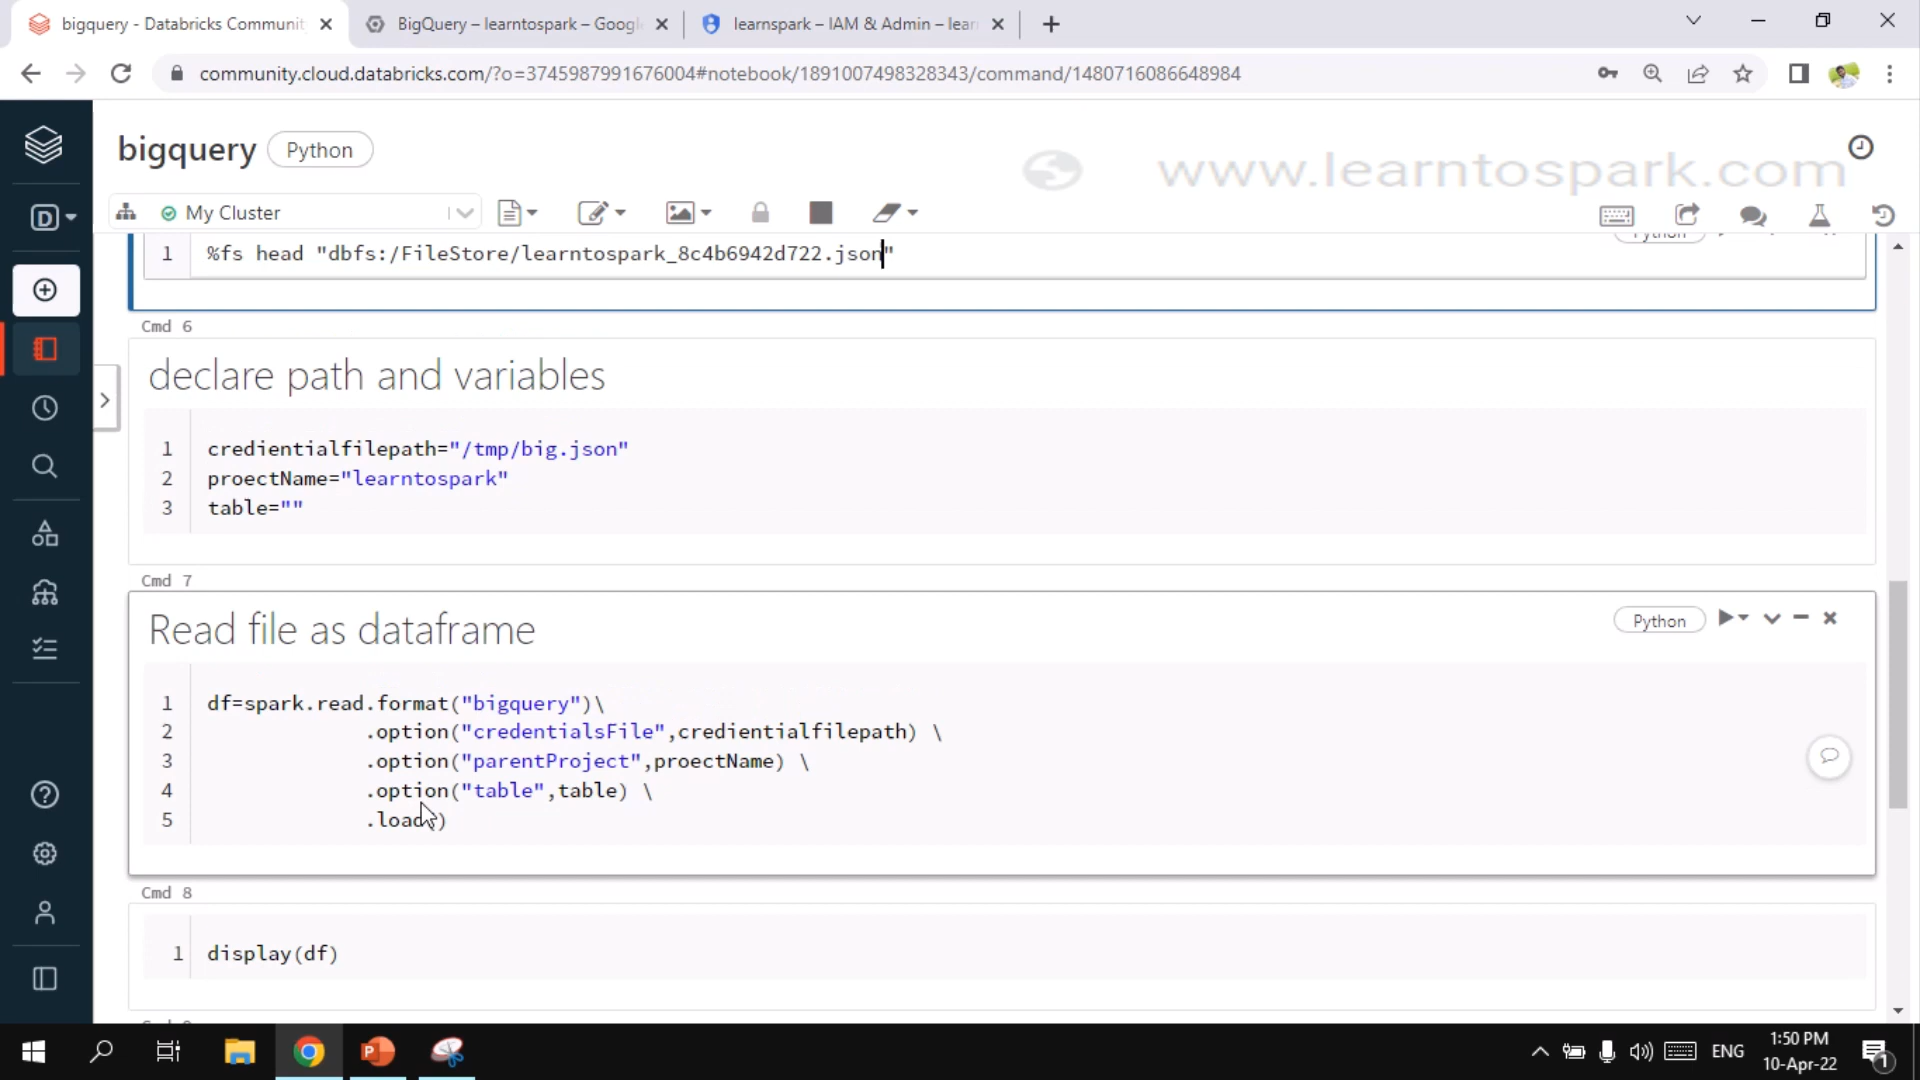 bigquery - Databricks Communit
BigQuery – learntospark – Googl
learnspark – IAM & Admin – lear
community.cloud.databricks.com/?o=3745987991676004#notebook/1891007498328343/command/1480716086648984
bigquery
Python
www.learntospark.com
D
My Cluster
Python
1 %fs head "dbfs:/FileStore/learntospark_8c4b6942d722.json"
Cmd 6
declare path and variables
1 credientialfilepath="/tmp/big.json"
2 proectName="learntospark"
3 table=""
Cmd 7
Read file as dataframe
Python
1 df=spark.read.format("bigquery")\
2 .option("credentialsFile",credientialfilepath) \
3 .option("parentProject",proectName) \
4 .option("table",table) \
5 .load()
Cmd 8
1 display(df)
ENG
1:50 PM
10-Apr-22
1